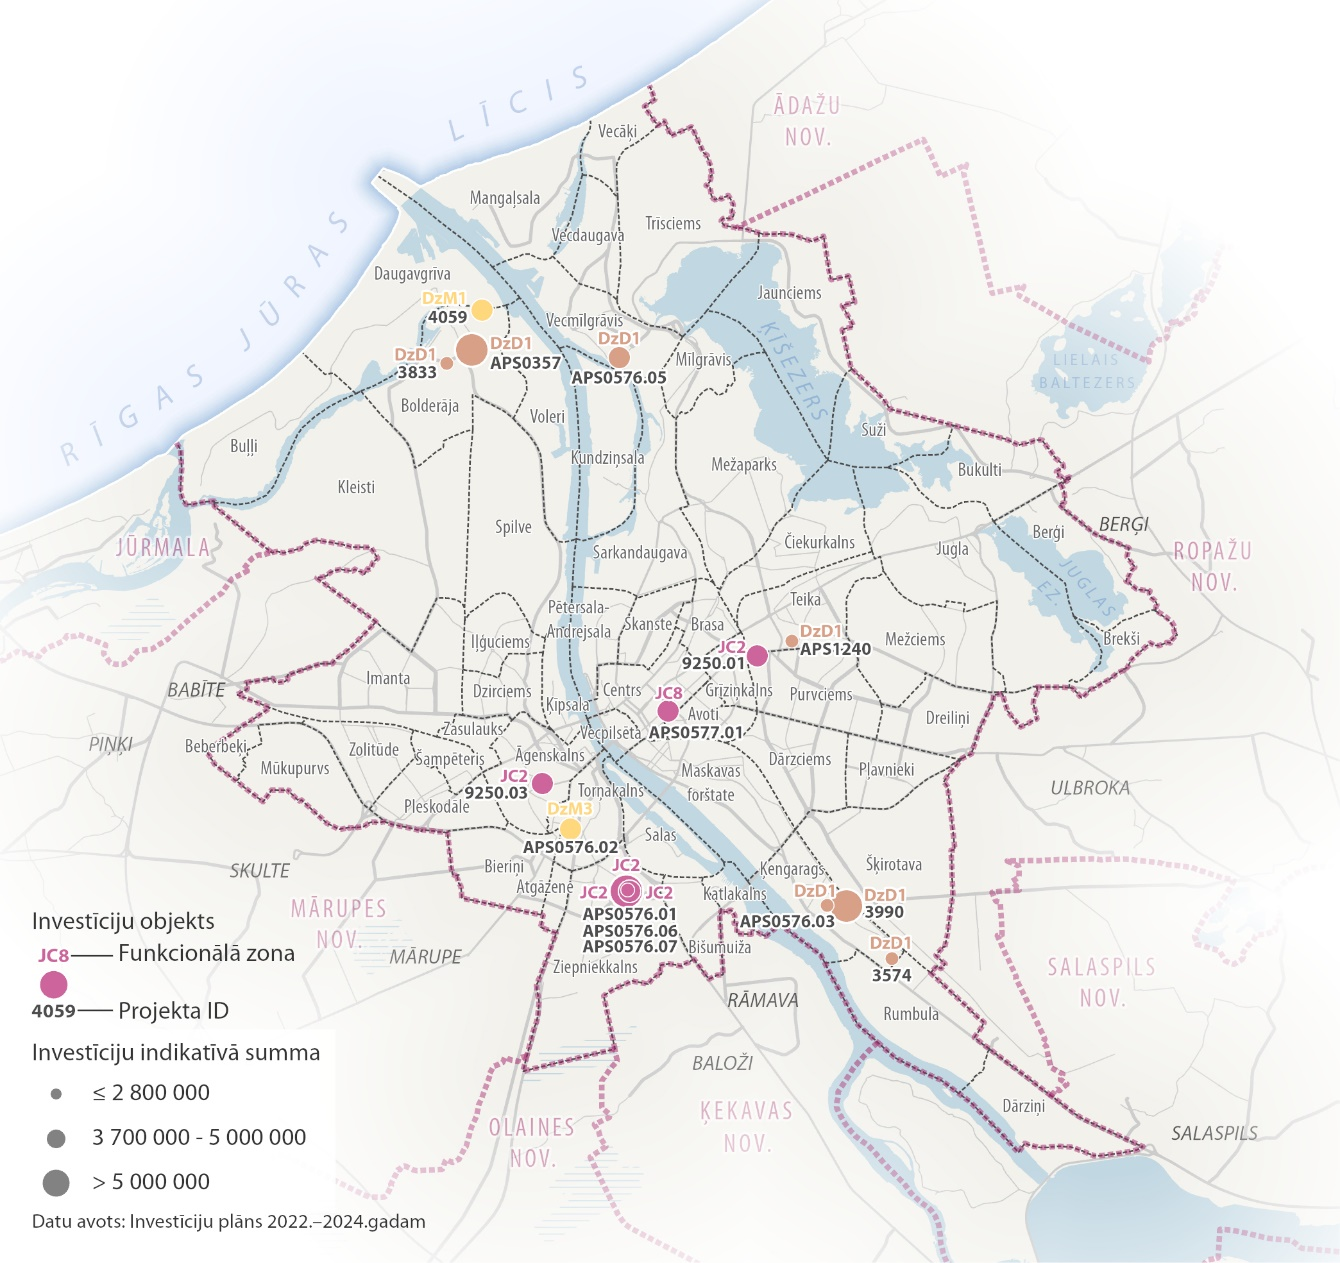 RĪGAS JŪRAS LĪCIS
ĀDAŽU
NOV.
Vecāki
Mangaļsala
Vecdaugava
Trīsciems
Daugavgrīva
Jaunciems
DzM1
4059
Vecmīlgrāvis
ĶĪŠEZERS
DzD1
3833
DzD1
APS0357
DzD1
APS0576.05
Mīlgrāvis
LIELAIS
BALTEZERS
Bolderāja
Voleri
Suži
Buļļi
Kundziņsala
Mežaparks
Bukulti
Kleisti
Spilve
Berģi
BERĢI
JŪRMALA
Sarkandaugava
Čiekurkalns
Jugla
JUGLAS
EZ.
ROPAŽU
NOV.
Pētersala-
Andrejsala
Skanste
Brasa
Teika
Iļģuciems
DzD1
APS1240
Mežciems
Brekši
JC2
9250.01
BABĪTE
Imanta
Dzirciems
Ķīpsala
Centrs
JC8
APS0577.01
Grīziņkalns
Avoti
Purvciems
Dreiliņi
PIŅĶI
Beberbeķi
Mūkupurvs
Zolitūde
Zasulauks
Šampēteris
Āgenskalns
Vecpilsēta
Dārzciems
Pļavnieki
Maskavas
forštate
ULBROKA
JC2
9250.03
Torņakalns
Pleskodāle
DzM3
APS0576.02
Salas
SKULTE
Bieriņi
Atgāzene
JC2
JC2
JC2
APS0576.01
APS0576.06
APS0576.07
Katlakalns
Ķengarags
Šķirotava
DzD1
APS0576.03
DzD1
3990
DzD1
3574
Bišumuiža
Ziepniekkalns
MĀRUPES
NOV.
MĀRUPE
RĀMAVA
SALASPILS
NOV.
Rumbula
BALOŽI
ĶEKAVAS
NOV.
OLAINES
NOV.
Dārziņi
SALASPILS
Investīciju objekts
JC8 Funkcionālā zona
4059 Projekta ID
Investīciju indikatīvā summa
≤ 2 800 000
3 700 000 - 5 000 000
> 5 000 000
Datu avots: Investīciju plāns 2022.–2024.gadam